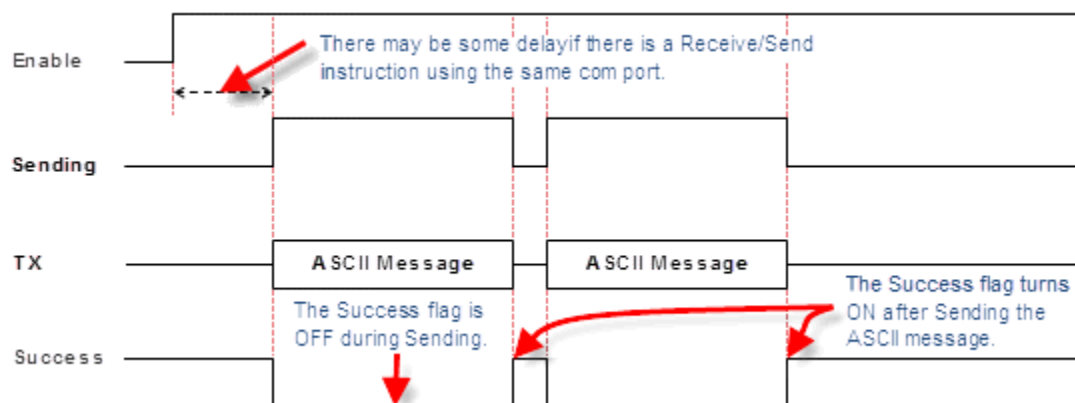 Enable
There may be some delayif there is a Receive/Send
instruction using the same com port.
Sending
TX
ASCII Message
ASCII Message
The Success flag is
OFF during Sending.
The Success flag turns
ON after Sending the
ASCII message.
Success